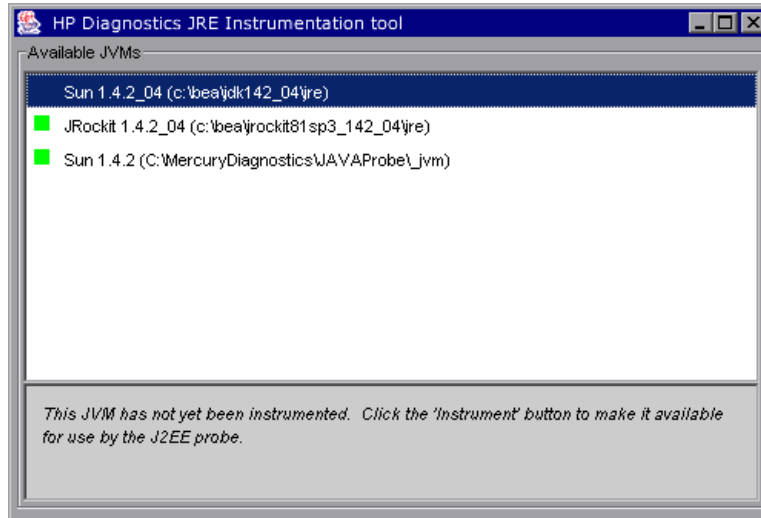 HP Diagnostics JRE Instrumentation tool
Available JVMs
Sun 1.4.2_04 (c:\bea\jdk142_04\jre)
JRockit 1.4.2_04 (c:\bea\jrockit81sp3_142_04\jre)
Sun 1.4.2 (C:\MercuryDiagnostics\JAVAProbe\_jvm)
This JVM has not yet been instrumented.  Click the 'Instrument' button to make it available
for use by the J2EE probe.